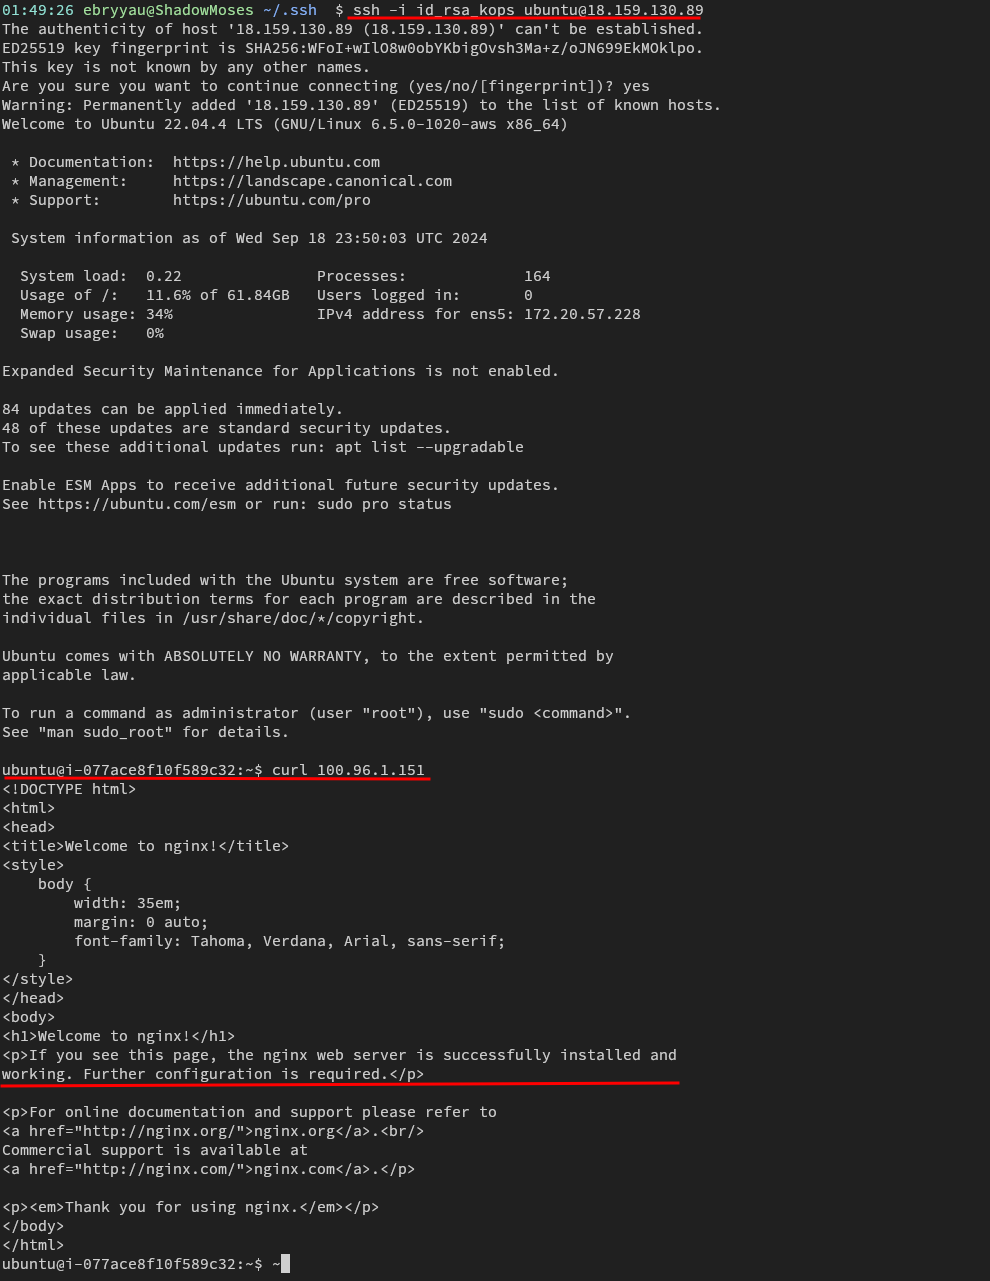 01:49:26 ebryyau@ShadowMoses ~/.ssh  $ ssh -i id_rsa_kops ubuntu@18.159.130.89
The authenticity of host '18.159.130.89 (18.159.130.89)' can't be established.
ED25519 key fingerprint is SHA256:WFoI+wIlO8w0obYKbigOvsh3Ma+z/oJN699EkMOklpo.
This key is not known by any other names.
Are you sure you want to continue connecting (yes/no/[fingerprint])? yes
Warning: Permanently added '18.159.130.89' (ED25519) to the list of known hosts.
Welcome to Ubuntu 22.04.4 LTS (GNU/Linux 6.5.0-1020-aws x86_64)

 * Documentation:  https://help.ubuntu.com
 * Management:     https://landscape.canonical.com
 * Support:        https://ubuntu.com/pro

 System information as of Wed Sep 18 23:50:03 UTC 2024

  System load:  0.22               Processes:             164
  Usage of /:   11.6% of 61.84GB   Users logged in:       0
  Memory usage: 34%                IPv4 address for ens5: 172.20.57.228
  Swap usage:   0%

Expanded Security Maintenance for Applications is not enabled.

84 updates can be applied immediately.
48 of these updates are standard security updates.
To see these additional updates run: apt list --upgradable

Enable ESM Apps to receive additional future security updates.
See https://ubuntu.com/esm or run: sudo pro status

The programs included with the Ubuntu system are free software;
the exact distribution terms for each program are described in the
individual files in /usr/share/doc/*/copyright.

Ubuntu comes with ABSOLUTELY NO WARRANTY, to the extent permitted by
applicable law.

To run a command as administrator (user "root"), use "sudo <command>".
See "man sudo_root" for details.

ubuntu@i-077ace8f10f589c32:~$ curl 100.96.1.151
<!DOCTYPE html>
<html>
<head>
<title>Welcome to nginx!</title>
<style>
    body {
        width: 35em;
        margin: 0 auto;
        font-family: Tahoma, Verdana, Arial, sans-serif;
    }
</style>
</head>
<body>
<h1>Welcome to nginx!</h1>
<p>If you see this page, the nginx web server is successfully installed and
working. Further configuration is required.</p>

<p>For online documentation and support please refer to
<a href="http://nginx.org/">nginx.org</a>.<br/>
Commercial support is available at
<a href="http://nginx.com/">nginx.com</a>.</p>

<p><em>Thank you for using nginx.</em></p>
</body>
</html>
ubuntu@i-077ace8f10f589c32:~$ ~